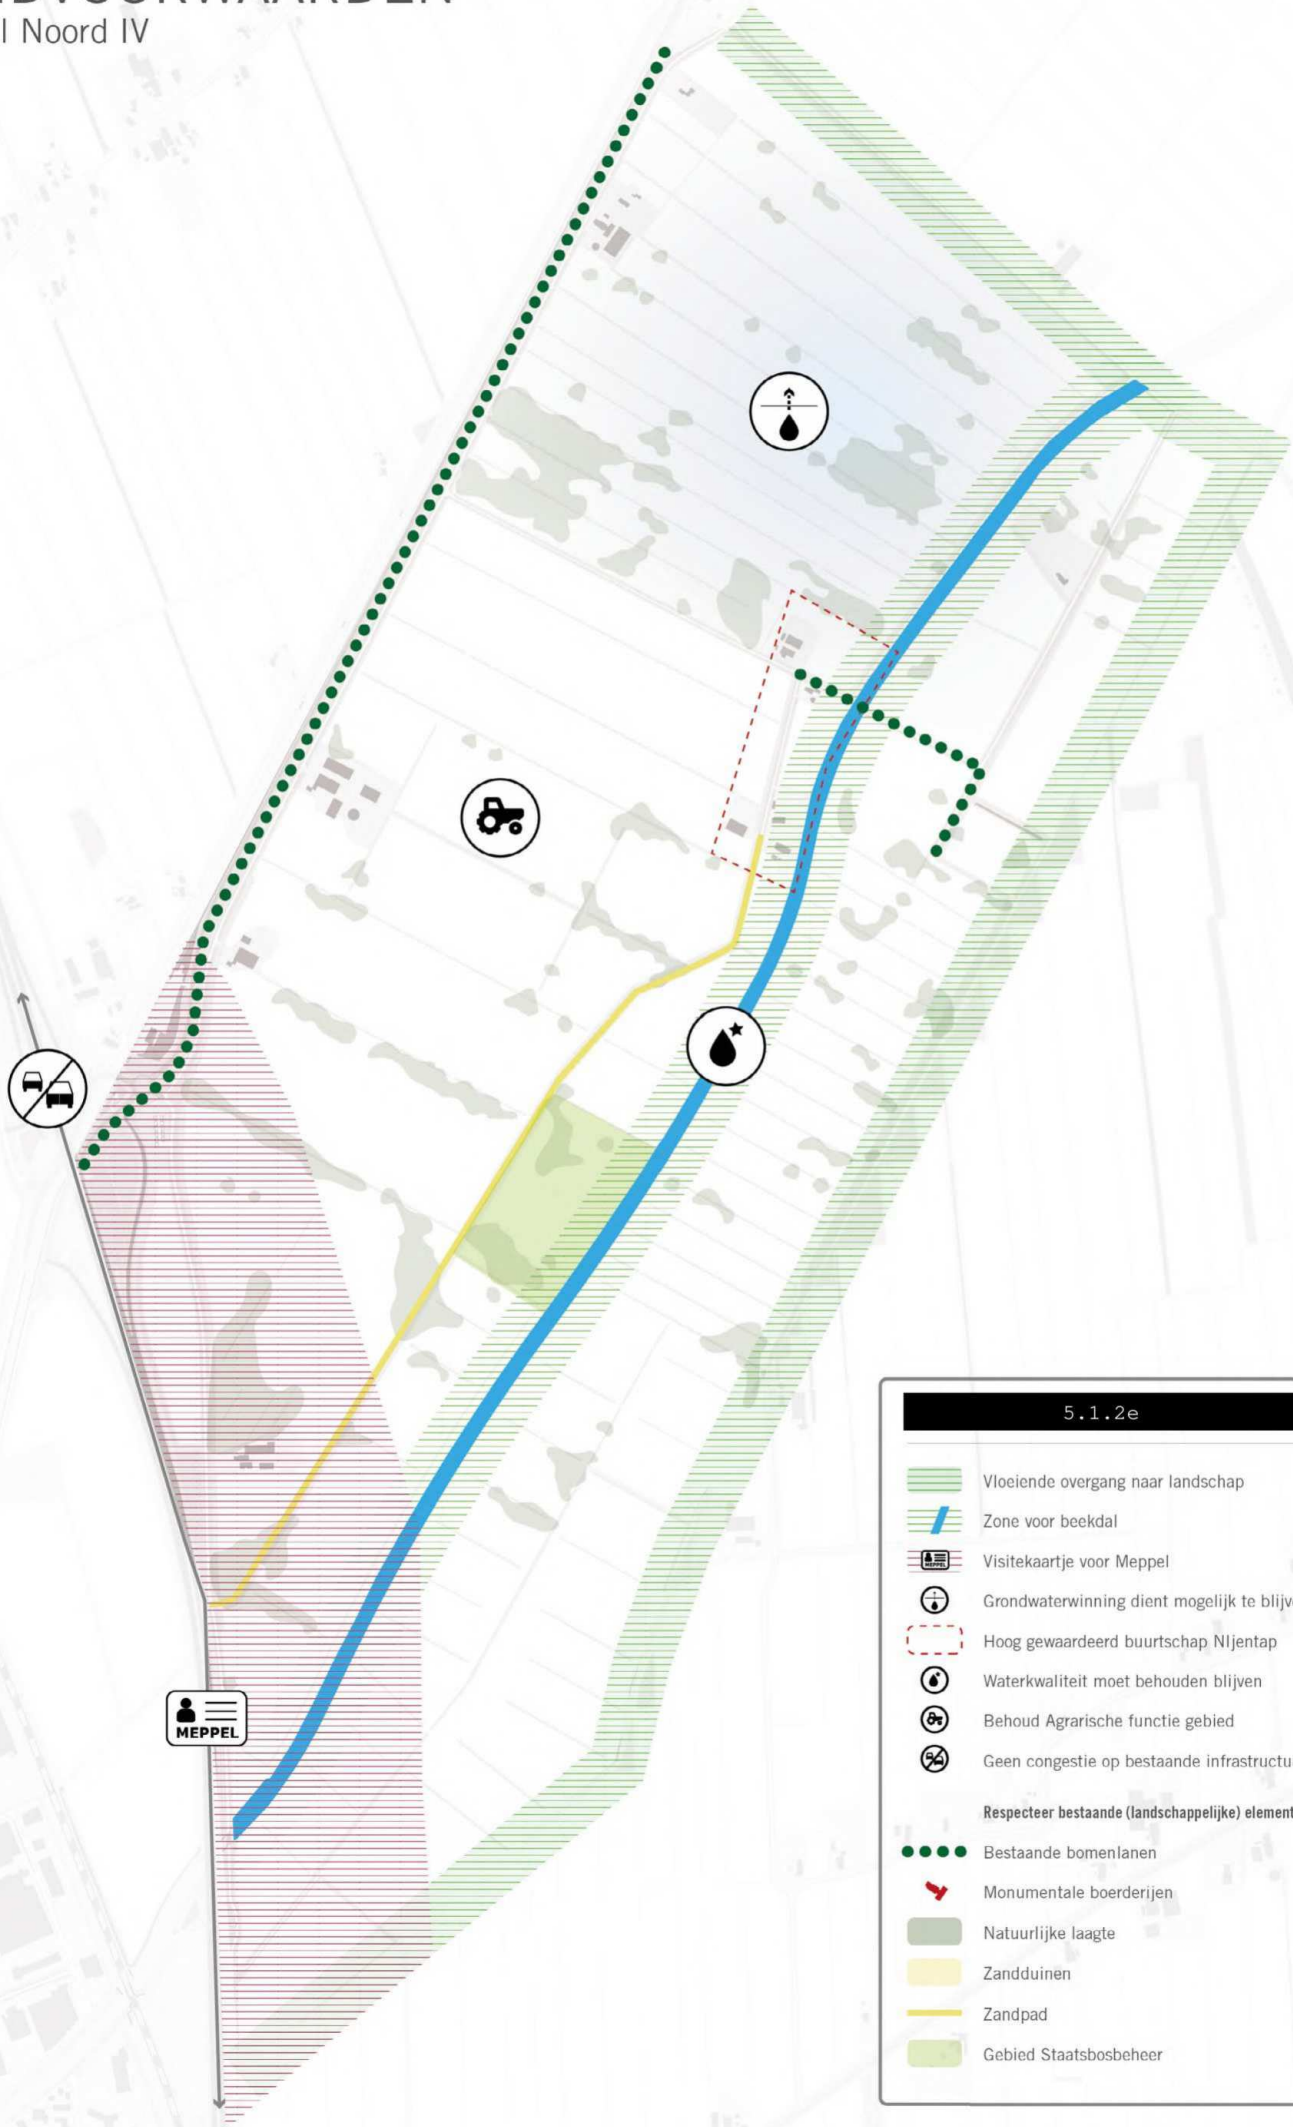 l Noord IV
MEPPEL
5.1.2e
Vloeiende overgang naar landschap
Zone voor beekdal
MEPPEL
Visitekaartje voor Meppel
Grondwaterwinning dient mogelijk te blijv
Hoog gewaardeerd buurtschap NIjentap
Waterkwaliteit moet behouden blijven
Behoud Agrarische functie gebied
Geen congestie op bestaande infrastructu
Respecteer bestaande (landschappelijke) element
Bestaande bomenlanen
Monumentale boerderijen
Natuurlijke laagte
Zandduinen
Zandpad
Gebied Staatsbosbeheer